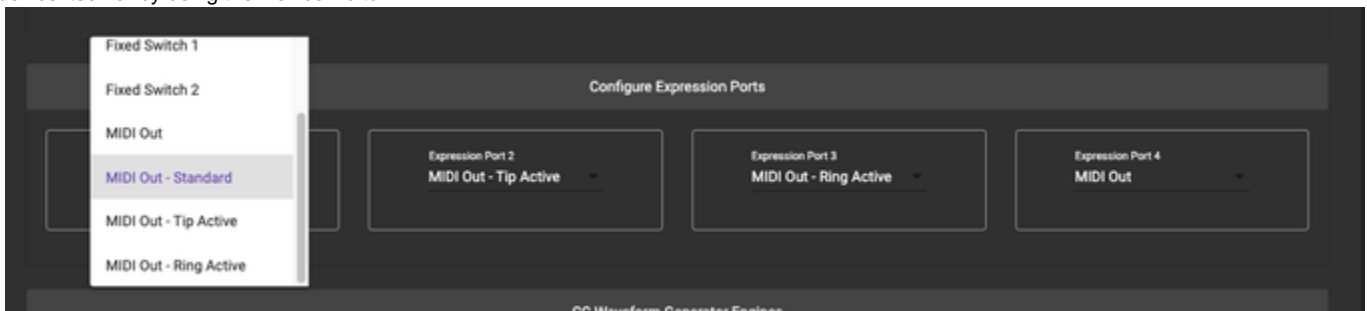 Fixed Switch 1
Fixed Switch 2
MIDI Out
MIDI Out - Standard
MIDI Out - Tip Active
MIDI Out - Ring Active
Configure Expression Ports
Expression Port 2
MIDI Out - Tip Active
Expression Port 3
MIDI Out - Ring Active
Expression Port 4
MIDI Out